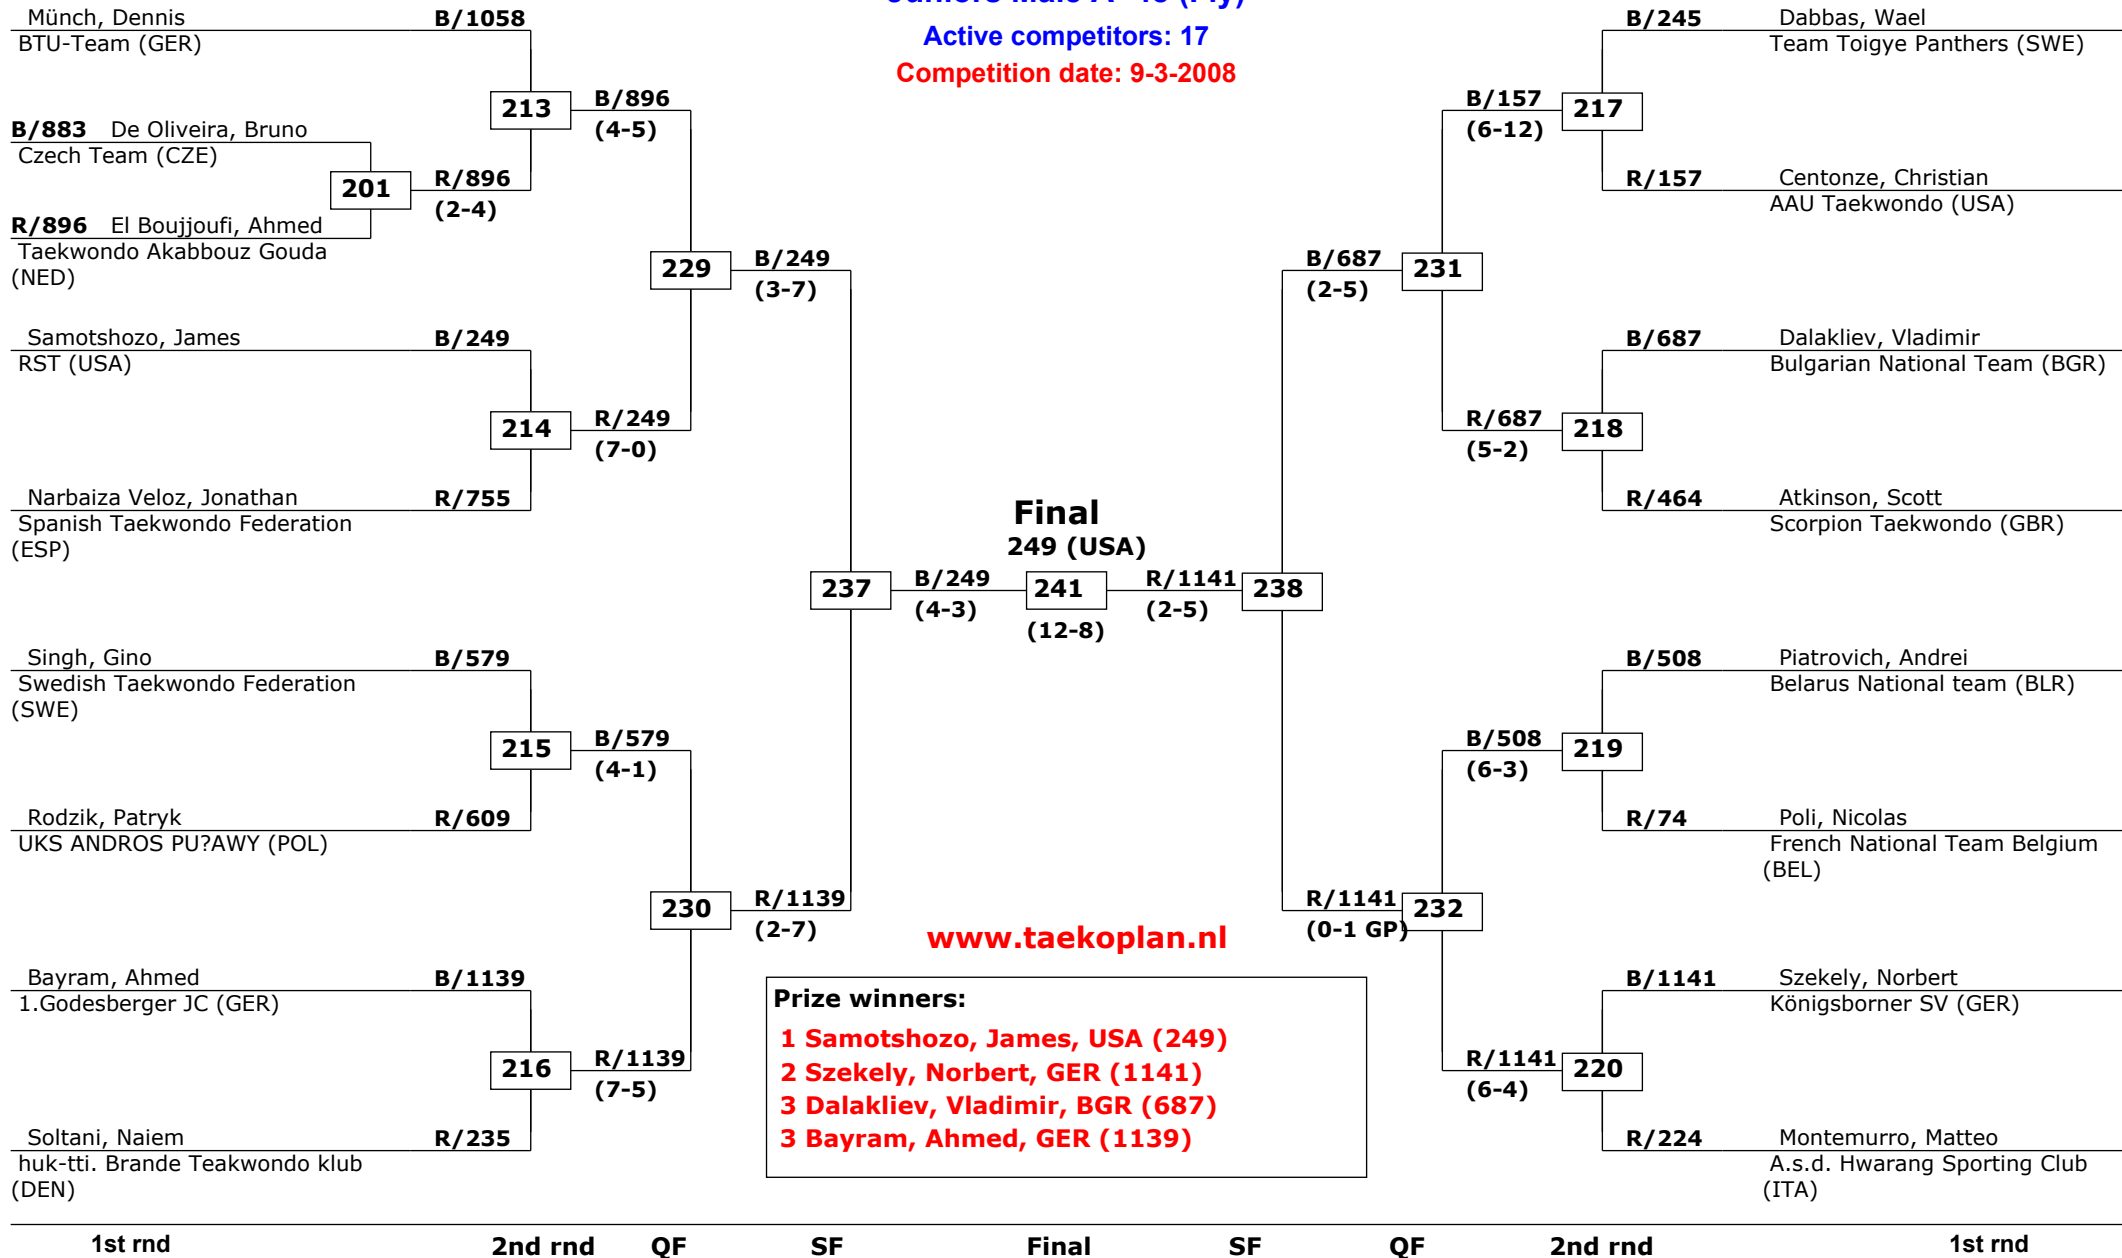 Active competitors: 17
Competition date: 9-3-2008
Münch, Dennis B/1058
BTU-Team (GER)
213
B/896
(4-5)
B/883 De Oliveira, Bruno
Czech Team (CZE)
201
R/896
(2-4)
R/896 El Boujjoufi, Ahmed
Taekwondo Akabbouz Gouda
(NED)
229
B/249
(3-7)
Samotshozo, James B/249
RST (USA)
214
R/249
(7-0)
Narbaiza Veloz, Jonathan R/755
Spanish Taekwondo Federation
(ESP)
237
B/249
(4-3)
Singh, Gino B/579
Swedish Taekwondo Federation
(SWE)
215
B/579
(4-1)
Rodzik, Patryk R/609
UKS ANDROS PU?AWY (POL)
230
R/1139
(2-7)
Bayram, Ahmed B/1139
1.Godesberger JC (GER)
216
R/1139
(7-5)
Soltani, Naiem R/235
huk-tti. Brande Teakwondo klub
(DEN)
Final
249 (USA)
241
(12-8)
R/1141
(2-5)
238
B/245 Dabbas, Wael
Team Toigye Panthers (SWE)
B/157
(6-12)
217
R/157 Centonze, Christian
AAU Taekwondo (USA)
B/687
(2-5)
231
B/687 Dalakliev, Vladimir
Bulgarian National Team (BGR)
R/687
(5-2)
218
R/464 Atkinson, Scott
Scorpion Taekwondo (GBR)
B/508 Piatrovich, Andrei
Belarus National team (BLR)
B/508
(6-3)
219
R/74 Poli, Nicolas
French National Team Belgium
(BEL)
R/1141
(0-1 GP)
232
B/1141 Szekely, Norbert
Königsborner SV (GER)
R/1141
(6-4)
220
R/224 Montemurro, Matteo
A.s.d. Hwarang Sporting Club
(ITA)
www.taekoplan.nl
Prize winners:
1 Samotshozo, James, USA (249)
2 Szekely, Norbert, GER (1141)
3 Dalakliev, Vladimir, BGR (687)
3 Bayram, Ahmed, GER (1139)
1st rnd 2nd rnd QF SF Final SF QF 2nd rnd 1st rnd